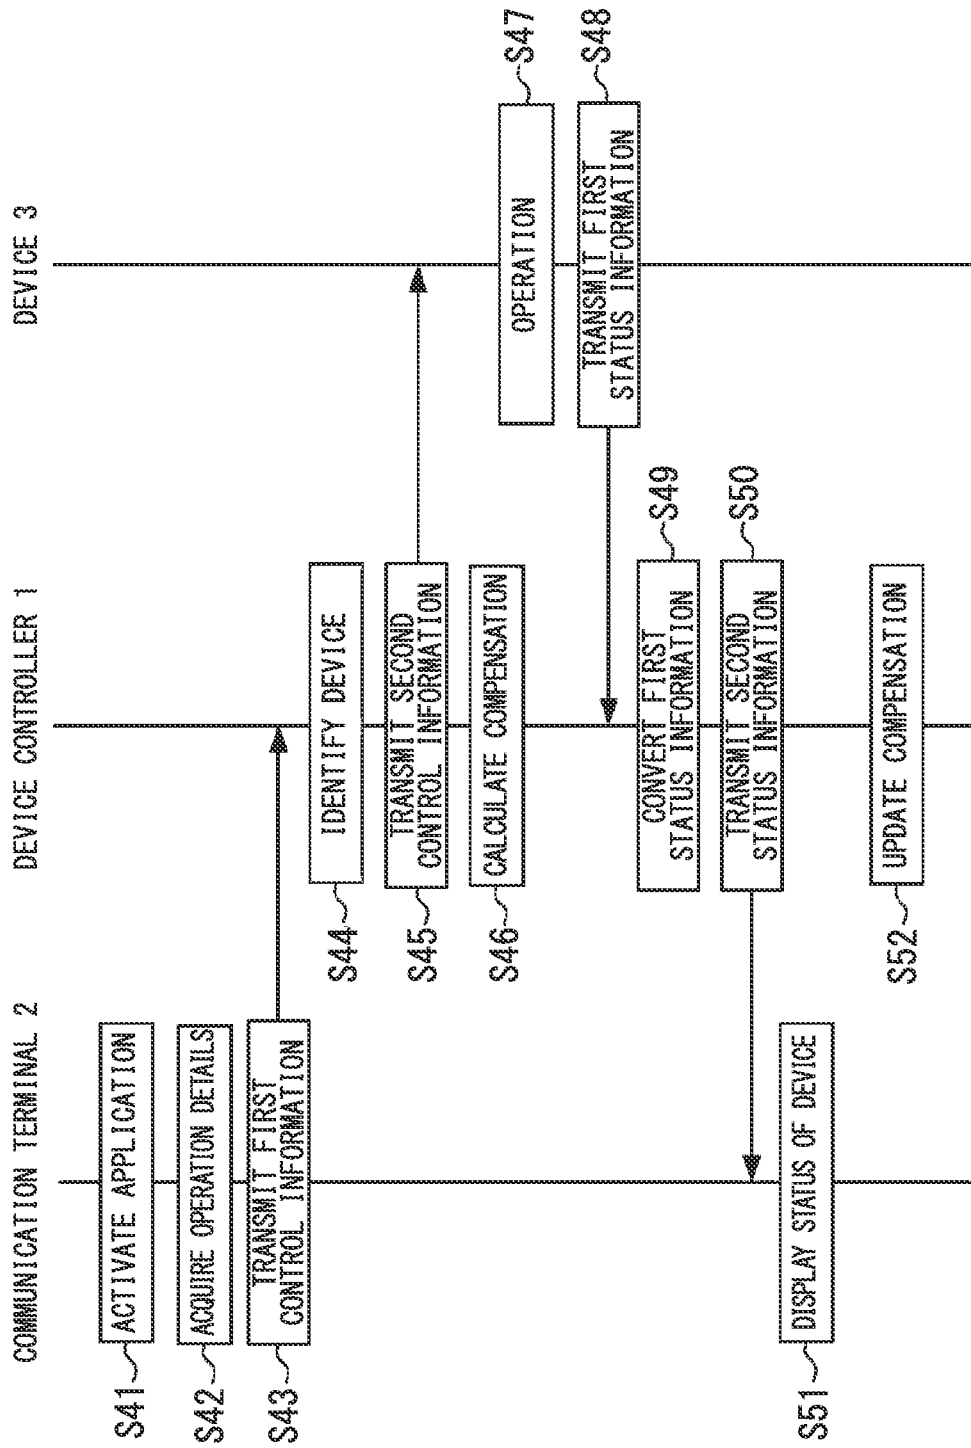 COMMUNICATION TERMINAL 2
DEVICE CONTROLLER 1
DEVICE 3
S41
ACTIVATE APPLICATION
S42
ACQUIRE OPERATION DETAILS
S43
TRANSMIT FIRST
CONTROL INFORMATION
S44
IDENTIFY DEVICE
S45
TRANSMIT SECOND
CONTROL INFORMATION
S46
CALCULATE COMPENSATION
OPERATION
S47
TRANSMIT FIRST
STATUS INFORMATION
S48
CONVERT FIRST
STATUS INFORMATION
S49
TRANSMIT SECOND
STATUS INFORMATION
S50
S51
DISPLAY STATUS OF DEVICE
S52
UPDATE COMPENSATION